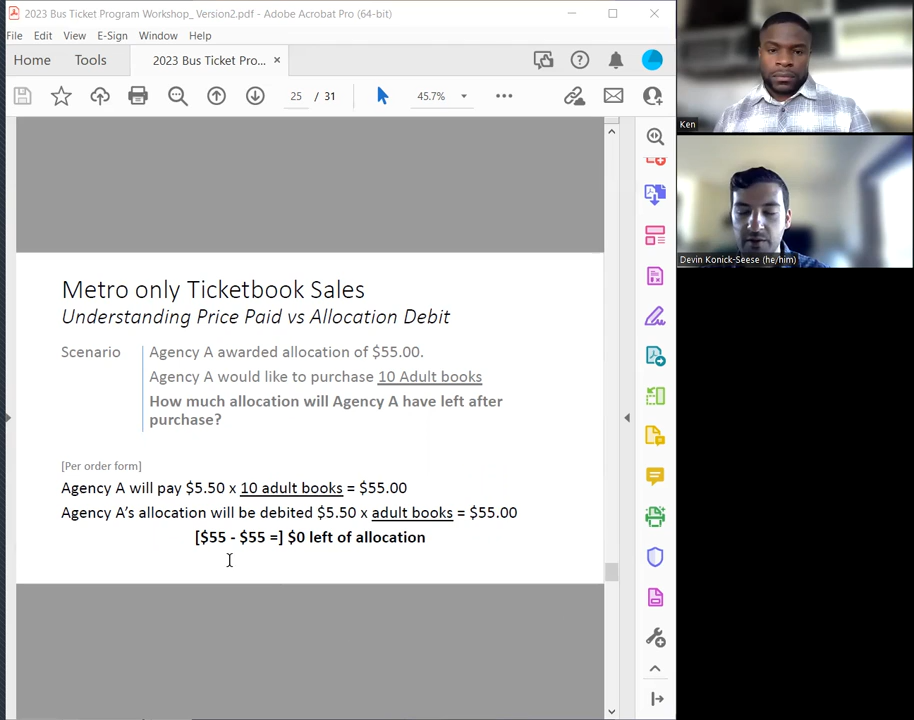 2023 Bus Ticket Program Workshop_ Version2.pdf - Adobe Acrobat Pro (64-bit)
File Edit View E-Sign Window Help
Home Tools 2023 Bus Ticket Pro... ×
25 / 31 45.7%
Metro only Ticketbook Sales
Understanding Price Paid vs Allocation Debit
Scenario Agency A awarded allocation of $55.00.
Agency A would like to purchase 10 Adult books
How much allocation will Agency A have left after
purchase?
[Per order form]
Agency A will pay $5.50 x 10 adult books = $55.00
Agency A's allocation will be debited $5.50 x adult books = $55.00
[$55 - $55 =] $0 left of allocation
Ken
Devin Konick-Seese (he/him)